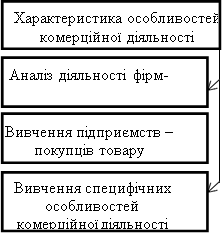 Характеристика особливостей
комерційної діяльності
Аналіз діяльності фірм-
Вивчення підприємств –
покупців товару
Вивчення специфічних
особливостей
комерційної діяльності